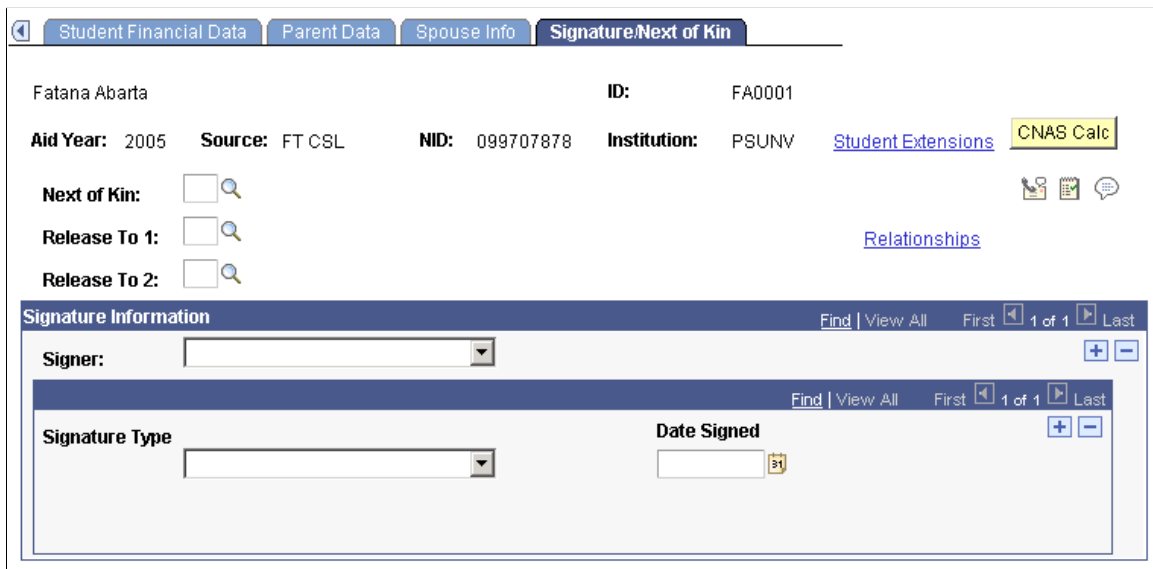 Student Financial Data Parent Data Spouse Info Signature/Next of Kin
Fatana Abarta ID: FA0001
Aid Year: 2005 Source: FT CSL NID: 099707878 Institution: PSUNV Student Extensions CNAS Calc
Next of Kin:
Release To 1: Relationships
Release To 2:
Signature Information Find | View All First 1 of 1 Last
Signer:
Find | View All First 1 of 1 Last
Signature Type Date Signed
31